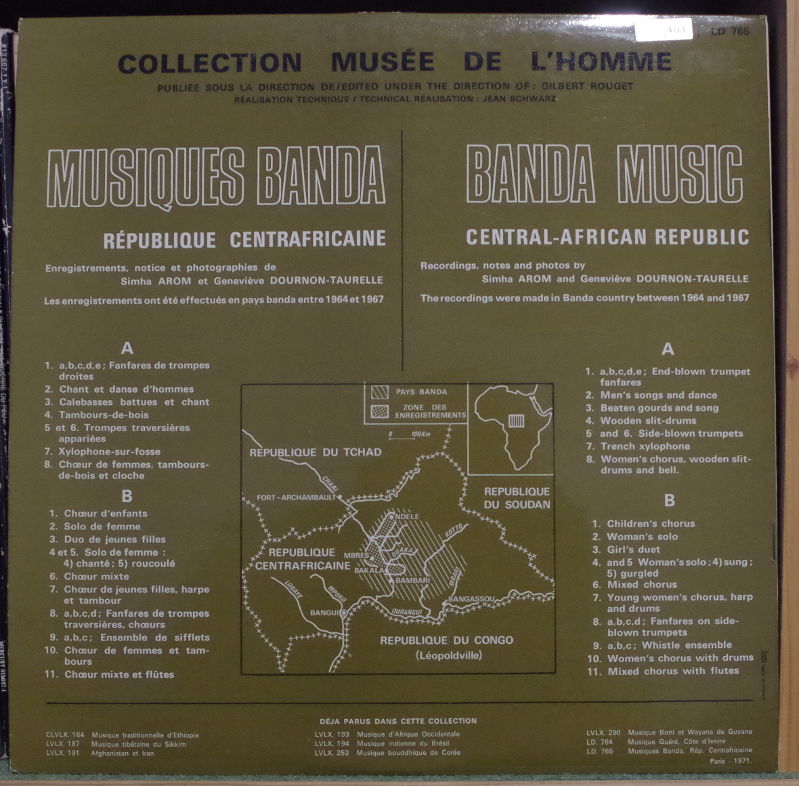 403
LD 765
COLLECTION MUSÉE DE L'HOMME
PUBLIÉE SOUS LA DIRECTION DE/EDITED UNDER THE DIRECTION OF : GILBERT ROUGET
RÉALISATION TECHNIQUE / TECHNICAL REALISATION : JEAN SCHWARZ
MUSIQUES BANDA
RÉPUBLIQUE CENTRAFRICAINE
Enregistrements, notice et photographies de
Simha AROM et Geneviève DOURNON-TAURELLE
Les enregistrements ont été effectués en pays banda entre 1964 et 1967
BANDA MUSIC
CENTRAL-AFRICAN REPUBLIC
Recordings, notes and photos by
Simha AROM and Geneviève DOURNON-TAURELLE
The recordings were made in Banda country between 1964 and 1967
A
1. a,b,c,d,e ; Fanfares de trompes
droites
2. Chant et danse d'hommes
3. Calebasses battues et chant
4. Tambours-de-bois
5 et 6. Trompes traversières
appariées
7. Xylophone-sur-fosse
8. Chœur de femmes, tambours-
de-bois et cloche
B
1. Chœur d'enfants
2. Solo de femme
3. Duo de jeunes filles
4 et 5. Solo de femme :
4) chanté ; 5) roucoulé
6. Chœur mixte
7. Chœur de jeunes filles, harpe
et tambour
8. a,b,c,d ; Fanfares de trompes
traversières, chœurs
9. a,b,c ; Ensemble de sifflets
10. Chœur de femmes et tam-
bours
11. Chœur mixte et flûtes
PAYS BANDA
ZONE DES
ENREGISTREMENTS
0 100 Km
RÉPUBLIQUE DU TCHAD
CHARI
FORT-ARCHAMBAULT
RÉPUBLIQUE
DU SOUDAN
NDELE
KOTTO
OUAKA
MBRES
BAKALA
RÉPUBLIQUE
CENTRAFRICAINE
BAMBARI
MBARI
LOBAYE
MPOKO
BANGUI
OUBANGUI
BANGASSOU
RÉPUBLIQUE DU CONGO
(Léopoldville)
A
1. a,b,c,d,e ; End-blown trumpet
fanfares
2. Men's songs and dance
3. Beaten gourds and song
4. Wooden slit-drums
5 and 6. Side-blown trumpets
7. Trench xylophone
8. Women's chorus, wooden slit-
drums and bell.
B
1. Children's chorus
2. Woman's solo
3. Girl's duet
4. and 5 Woman's solo ; 4) sung ;
5) gurgled
6. Mixed chorus
7. Young women's chorus, harp
and drums
8. a,b,c,d ; Fanfares on side-
blown trumpets
9. a,b,c ; Whistle ensemble
10. Women's chorus with drums
11. Mixed chorus with flutes
DÉJA PARUS DANS CETTE COLLECTION
CLVLX. 164 Musique traditionnelle d'Ethiopie
LVLX. 187 Musique tibétaine du Sikkim
LVLX. 191 Afghanistan et Iran
LVLX. 193 Musique d'Afrique Occidentale
LVLX. 194 Musique indienne du Brésil
LVLX. 253 Musique bouddhique de Corée
LVLX. 290 Musique Boni et Wayana de Guyane
LD. 764 Musique Guéré, Côte d'Ivoire
LD. 765 Musiques Banda, Rép. Centrafricaine
Paris - 1971.